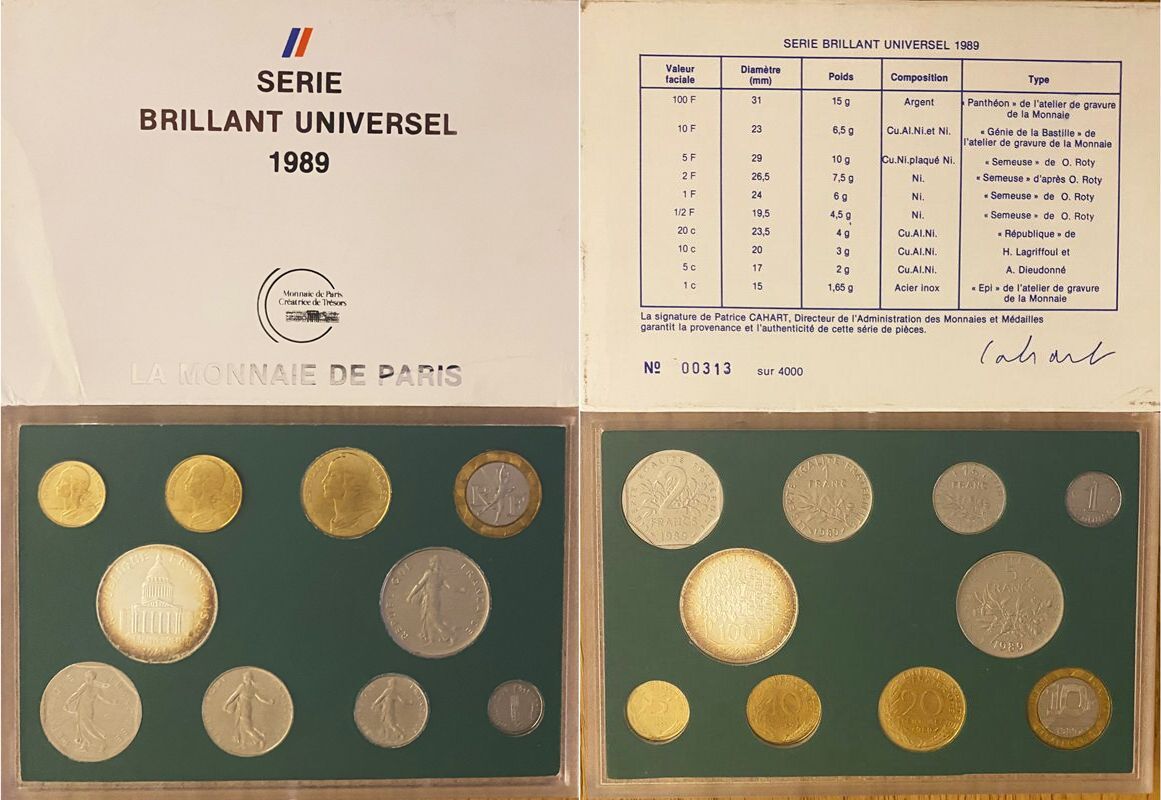 SERIE
BRILLANT UNIVERSEL
1989
Monnaie de Paris
Créatrice de Trésors
LA MONNAIE DE PARIS
SERIE BRILLANT UNIVERSEL 1989
Valeur faciale Diamètre (mm) Poids Composition Type
100 F 31 15 g Argent « Panthéon » de l'atelier de gravure
de la Monnaie
10 F 23 6,5 g Cu.Al.Ni.et Ni. « Génie de la Bastille » de
l'atelier de gravure de la Monnaie
5 F 29 10 g Cu.Ni.plaqué Ni. « Semeuse » de O. Roty
2 F 26,5 7,5 g Ni. « Semeuse » d'après O. Roty
1 F 24 6 g Ni. « Semeuse » de O. Roty
1/2 F 19,5 4,5 g Ni. « Semeuse » de O. Roty
20 c 23,5 4 g Cu.Al.Ni. « République » de
10 c 20 3 g Cu.Al.Ni. H. Lagriffoul et
5 c 17 2 g Cu.Al.Ni. A. Dieudonné
1 c 15 1,65 g Acier inox « Epi » de l'atelier de gravure
de la Monnaie
La signature de Patrice CAHART, Directeur de l'Administration des Monnaies et Médailles
garantit la provenance et l'authenticité de cette série de pièces.
Cahart
Nº 00313 sur 4000
2
FRANCS
1989
1
FRANC
1989
FRANC
1
100F
5
FRANCS
1989
5
10
20
10